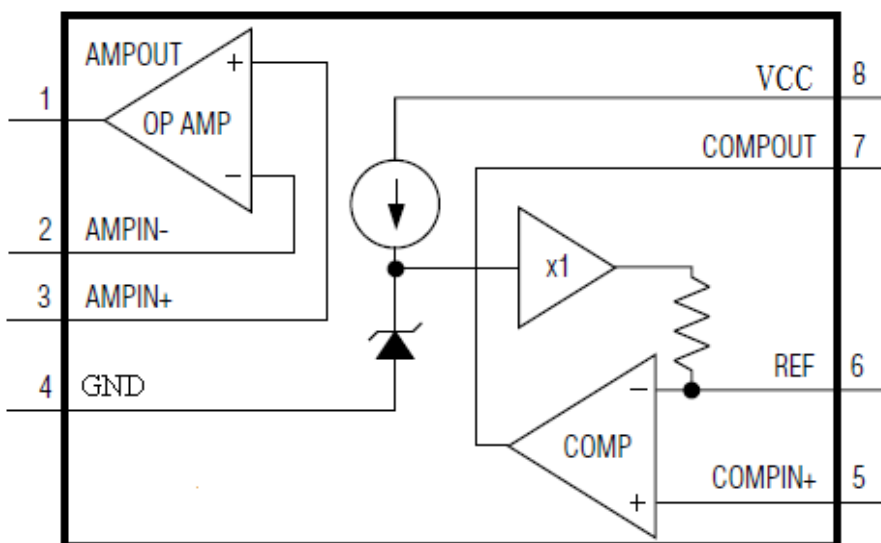 AMPOUT
1
+
OP AMP
−
2 AMPIN-
3 AMPIN+
4 GND
VCC 8
COMPOUT 7
x1
REF 6
−
COMP
+
COMPIN+ 5